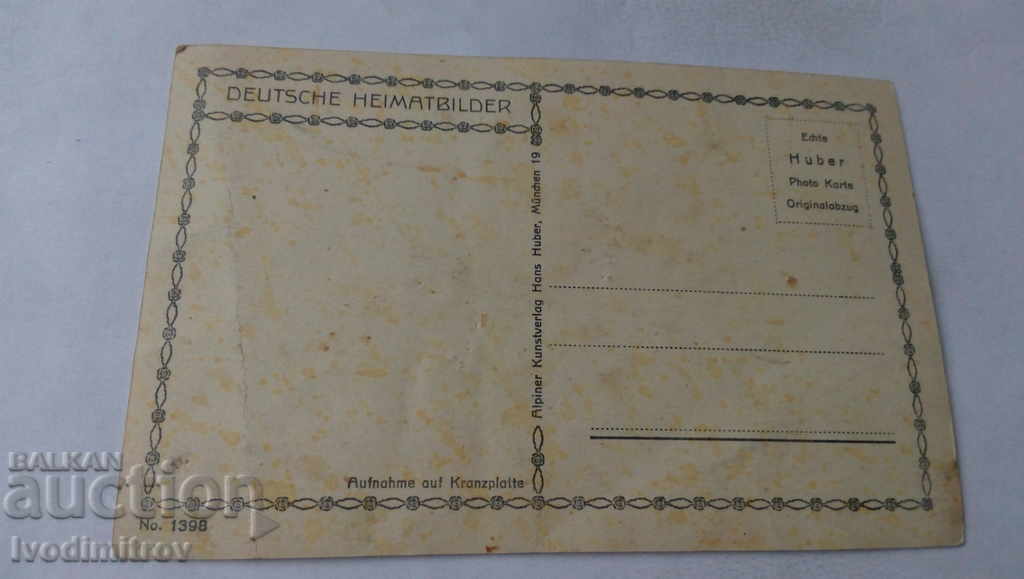 DEUTSCHE HEIMATBILDER
Echte
Huber
Photo Karte
Originalabzug
Alpiner Kunstverlag Hans Huber, München 19
Aufnahme auf Kranzplatte
No. 1398
BALKAN
auction
Ivodimitrov